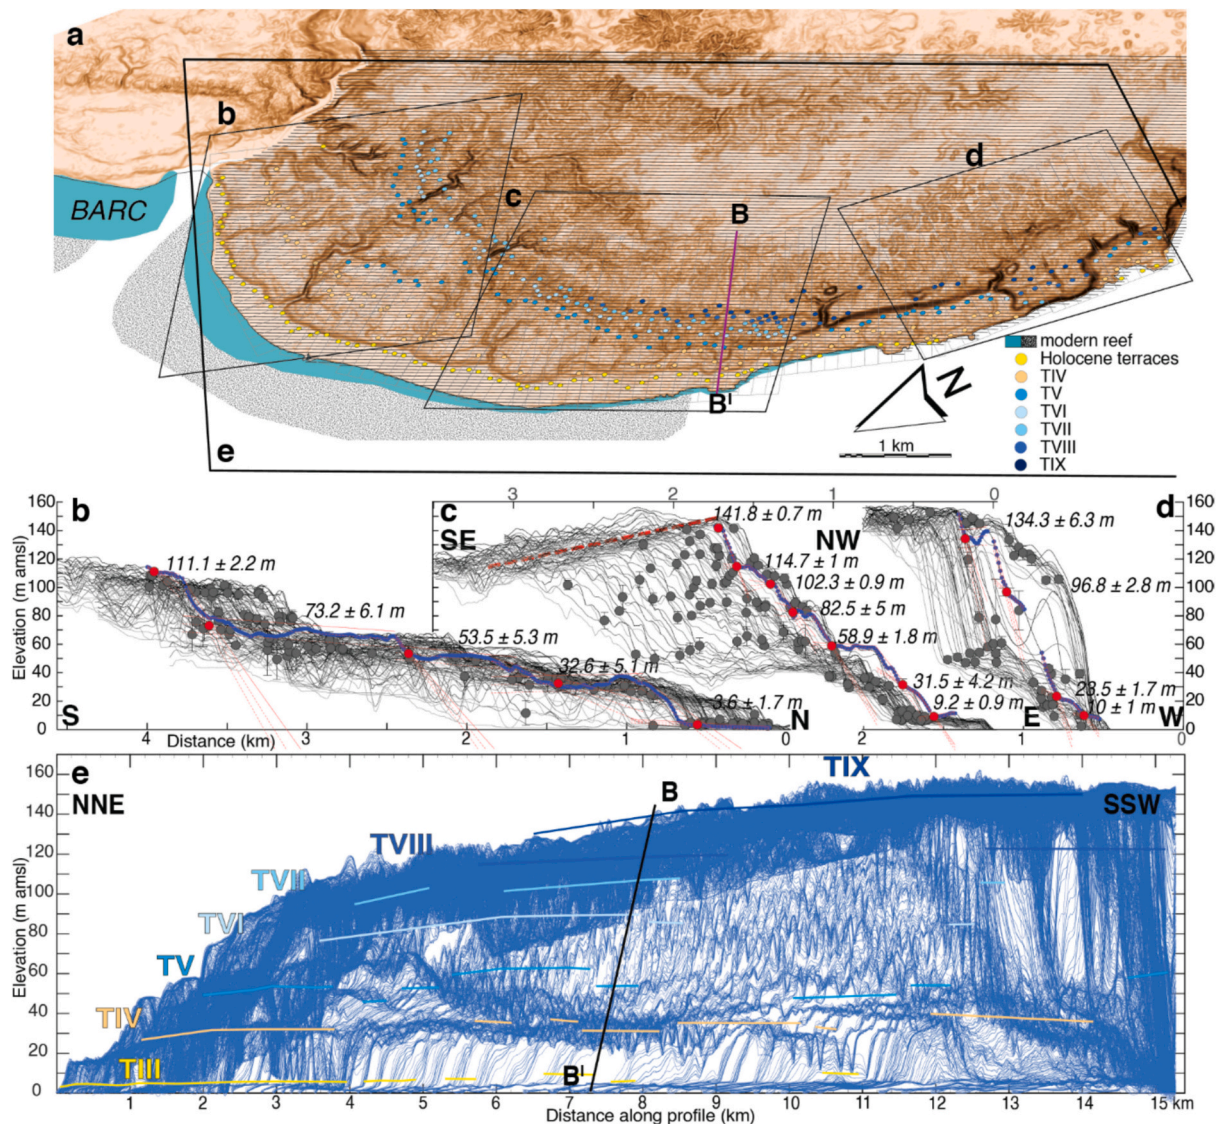 a
b
c
d
e
BARC
B
Bᴵ
N
1 km
modern reef
Holocene terraces
TIV
TV
TVI
TVII
TVIII
TIX
b
160
140
120
100
80
60
40
20
0
Elevation (m amsl)
111.1 ± 2.2 m
73.2 ± 6.1 m
53.5 ± 5.3 m
32.6 ± 5.1 m
3.6 ± 1.7 m
S
N
4 3 2 1
Distance (km)
3 2 1 0
c
SE
NW
141.8 ± 0.7 m
114.7 ± 1 m
102.3 ± 0.9 m
82.5 ± 5 m
58.9 ± 1.8 m
31.5 ± 4.2 m
9.2 ± 0.9 m
d
134.3 ± 6.3 m
96.8 ± 2.8 m
23.5 ± 1.7 m
10 ± 1 m
E
W
2 1 0
160
140
120
100
80
60
40
20
0
Elevation (m amsl)
e
NNE
SSW
160
140
120
100
80
60
40
20
0
Elevation (m amsl)
TIX
TVIII
TVII
TVI
TV
TIV
TIII
B
Bᴵ
1 2 3 4 5 6 7 8 9 10 11 12 13 14 15 km
Distance along profile (km)